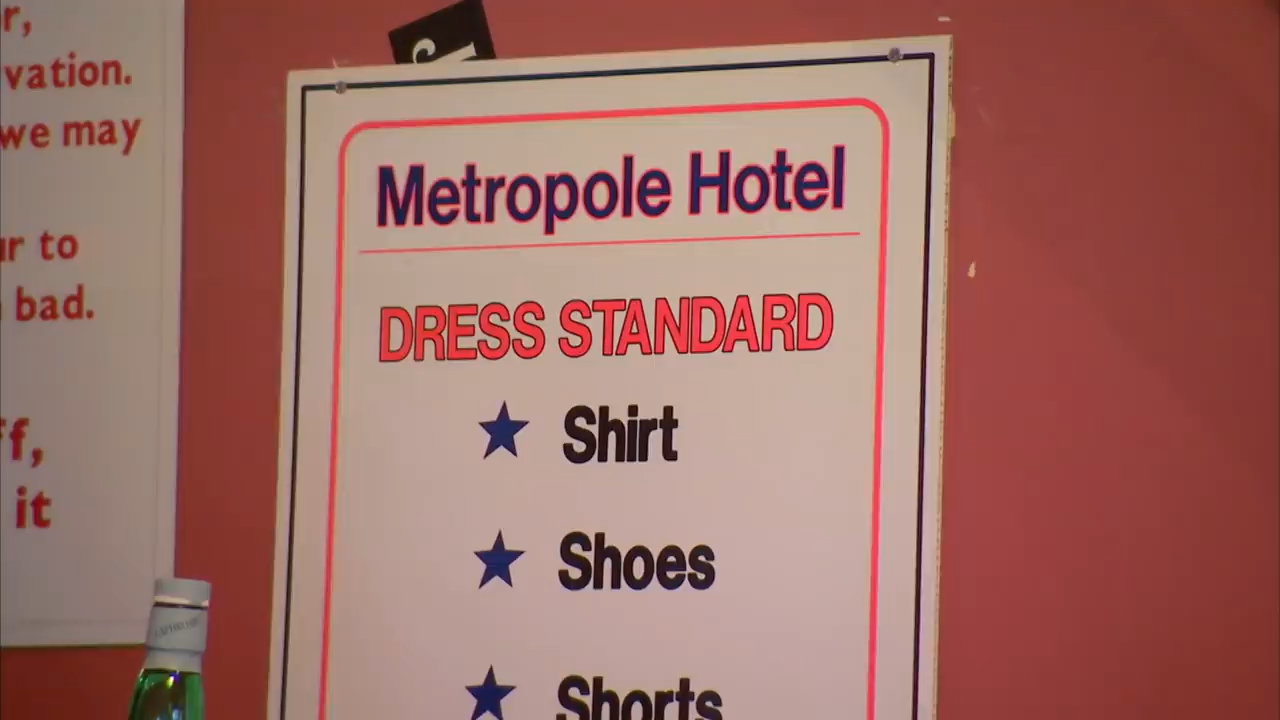 r,
vation.
we may
ur to
bad.
ff,
it
Metropole Hotel
DRESS STANDARD
Shirt
Shoes
Shorts